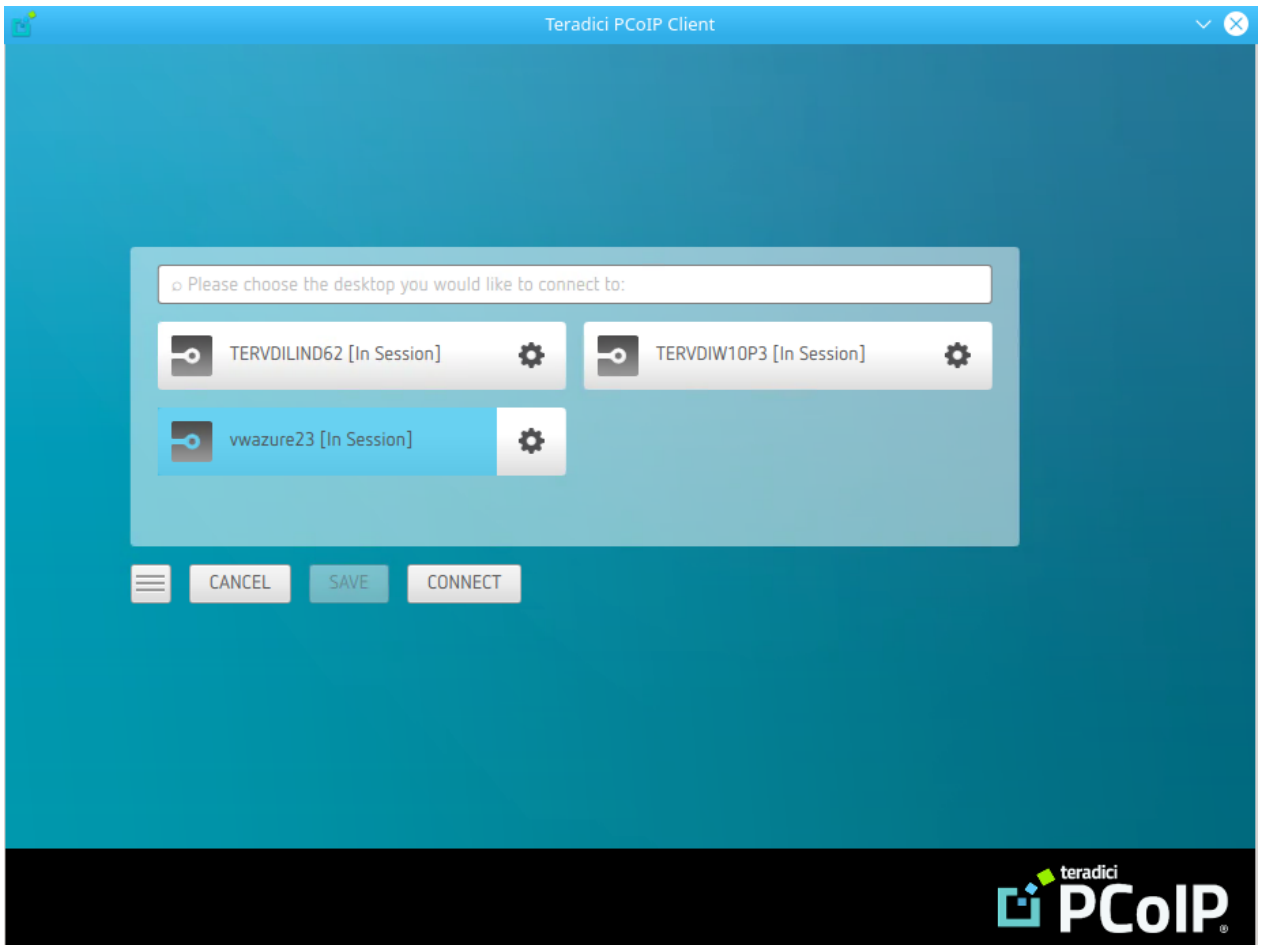 Teradici PCoIP Client
Please choose the desktop you would like to connect to:
TERVDILIND62 [In Session]
TERVDIW10P3 [In Session]
vwazure23 [In Session]
CANCEL
SAVE
CONNECT
teradici
PCoIP®